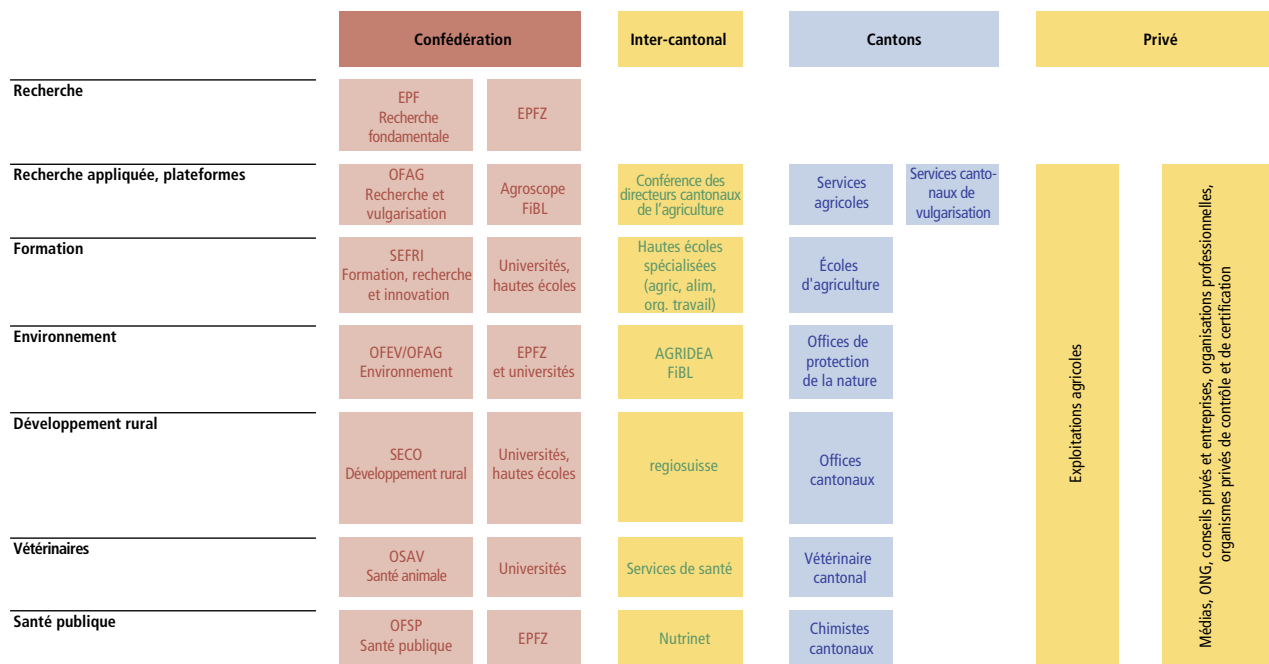 Confédération
Inter-cantonal
Cantons
Privé
Recherche
EPF
Recherche
fondamentale
EPFZ
Recherche appliquée, plateformes
OFAG
Recherche et
vulgarisation
Agroscope
FiBL
Conférence des
directeurs cantonaux
de l'agriculture
Services
agricoles
Services canto-
naux de
vulgarisation
Formation
SEFRI
Formation, recherche
et innovation
Universités,
hautes écoles
Hautes écoles
spécialisées
(agric, alim,
org. travail)
Écoles
d'agriculture
Environnement
OFEV/OFAG
Environnement
EPFZ
et universités
AGRIDEA
FiBL
Offices de
protection
de la nature
Développement rural
SECO
Développement rural
Universités,
hautes écoles
regiosuisse
Offices
cantonaux
Vétérinaires
OSAV
Santé animale
Universités
Services de santé
Vétérinaire
cantonal
Santé publique
OFSP
Santé publique
EPFZ
Nutrinet
Chimistes
cantonaux
Exploitations agricoles
Médias, ONG, conseils privés et entreprises, organisations professionnelles,
organismes privés de contrôle et de certification